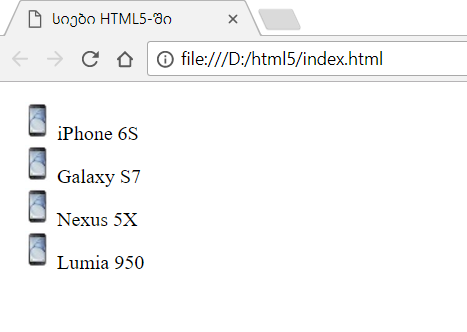 სიები HTML5-ში
file:///D:/html5/index.html
iPhone 6S
Galaxy S7
Nexus 5X
Lumia 950